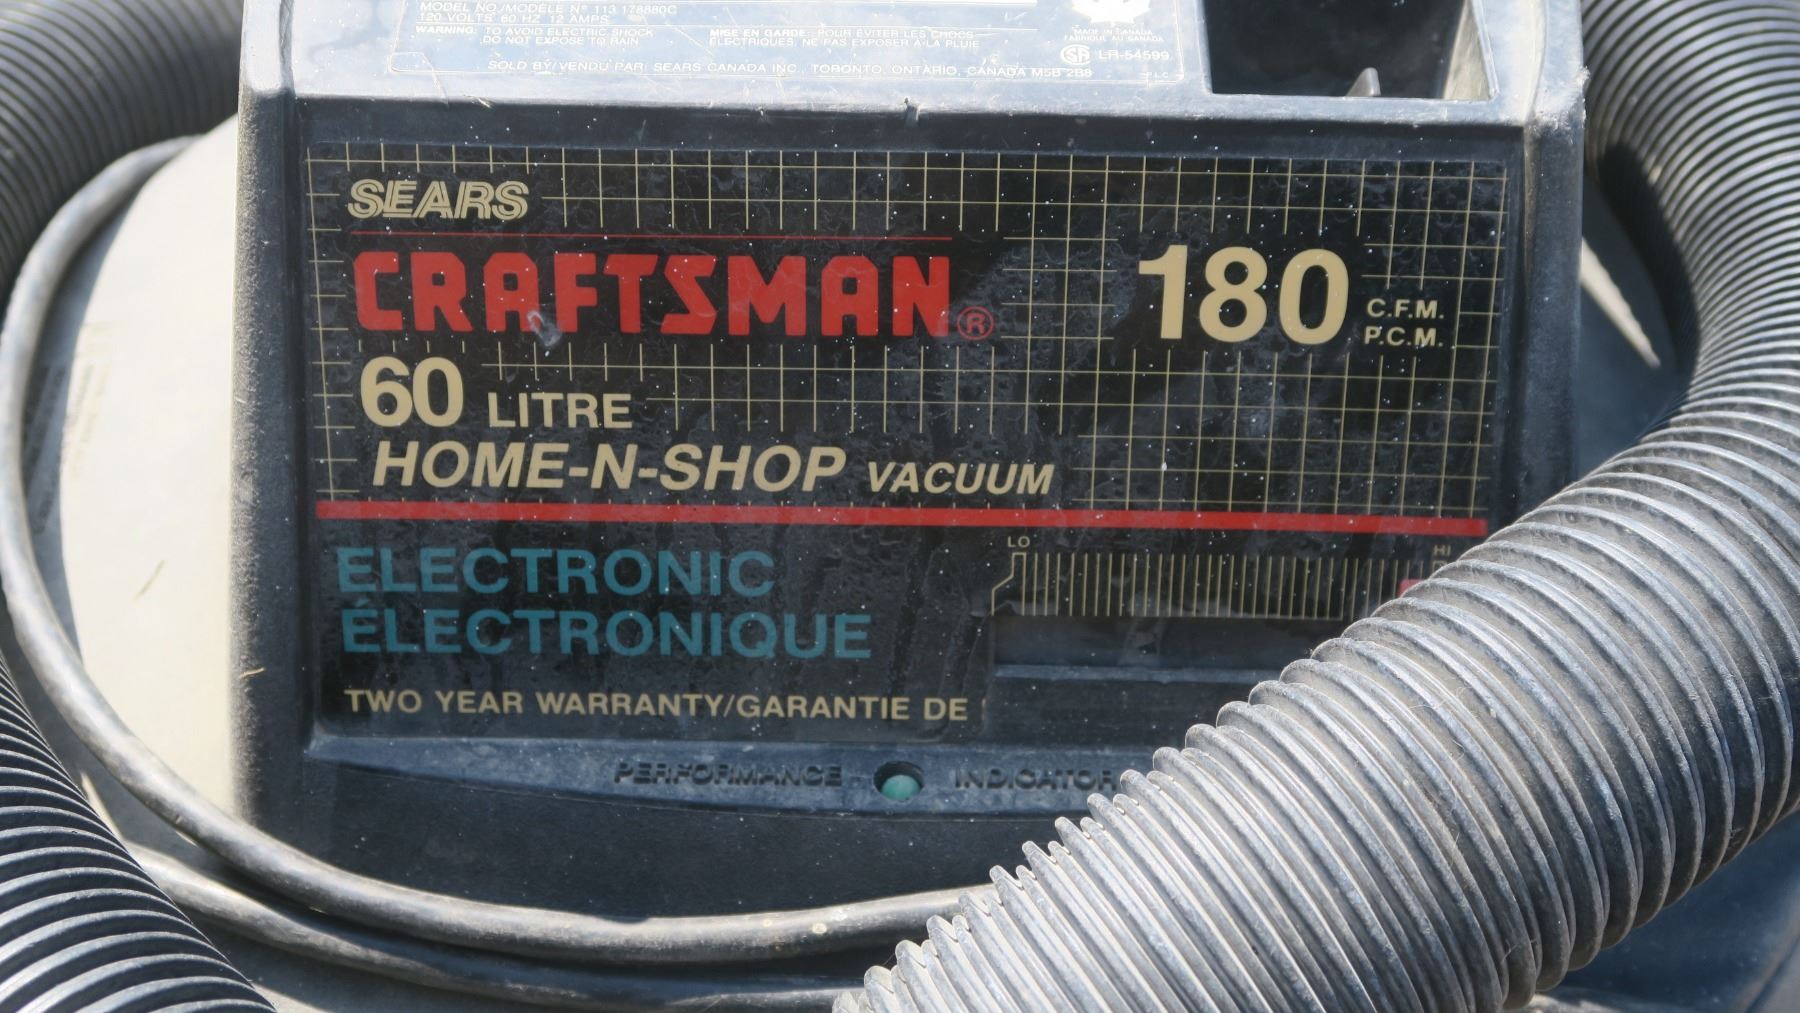 MODEL NO./MODÈLE Nº 113.178880C
120 VOLTS 60 HZ 12 AMPS
WARNING: TO AVOID ELECTRIC SHOCK
DO NOT EXPOSE TO RAIN
MISE EN GARDE: POUR ÉVITER LES CHOCS
ÉLECTRIQUES, NE PAS EXPOSER À LA PLUIE
MADE IN CANADA
FABRIQUÉ AU CANADA
LR-54599
SOLD BY/VENDU PAR: SEARS CANADA INC., TORONTO, ONTARIO, CANADA M5B 2B8
SEARS
CRAFTSMAN®
180 C.F.M.
P.C.M.
60 LITRE
HOME-N-SHOP VACUUM
LO
HI
ELECTRONIC
ÉLECTRONIQUE
TWO YEAR WARRANTY/GARANTIE DE
PERFORMANCE INDICATOR